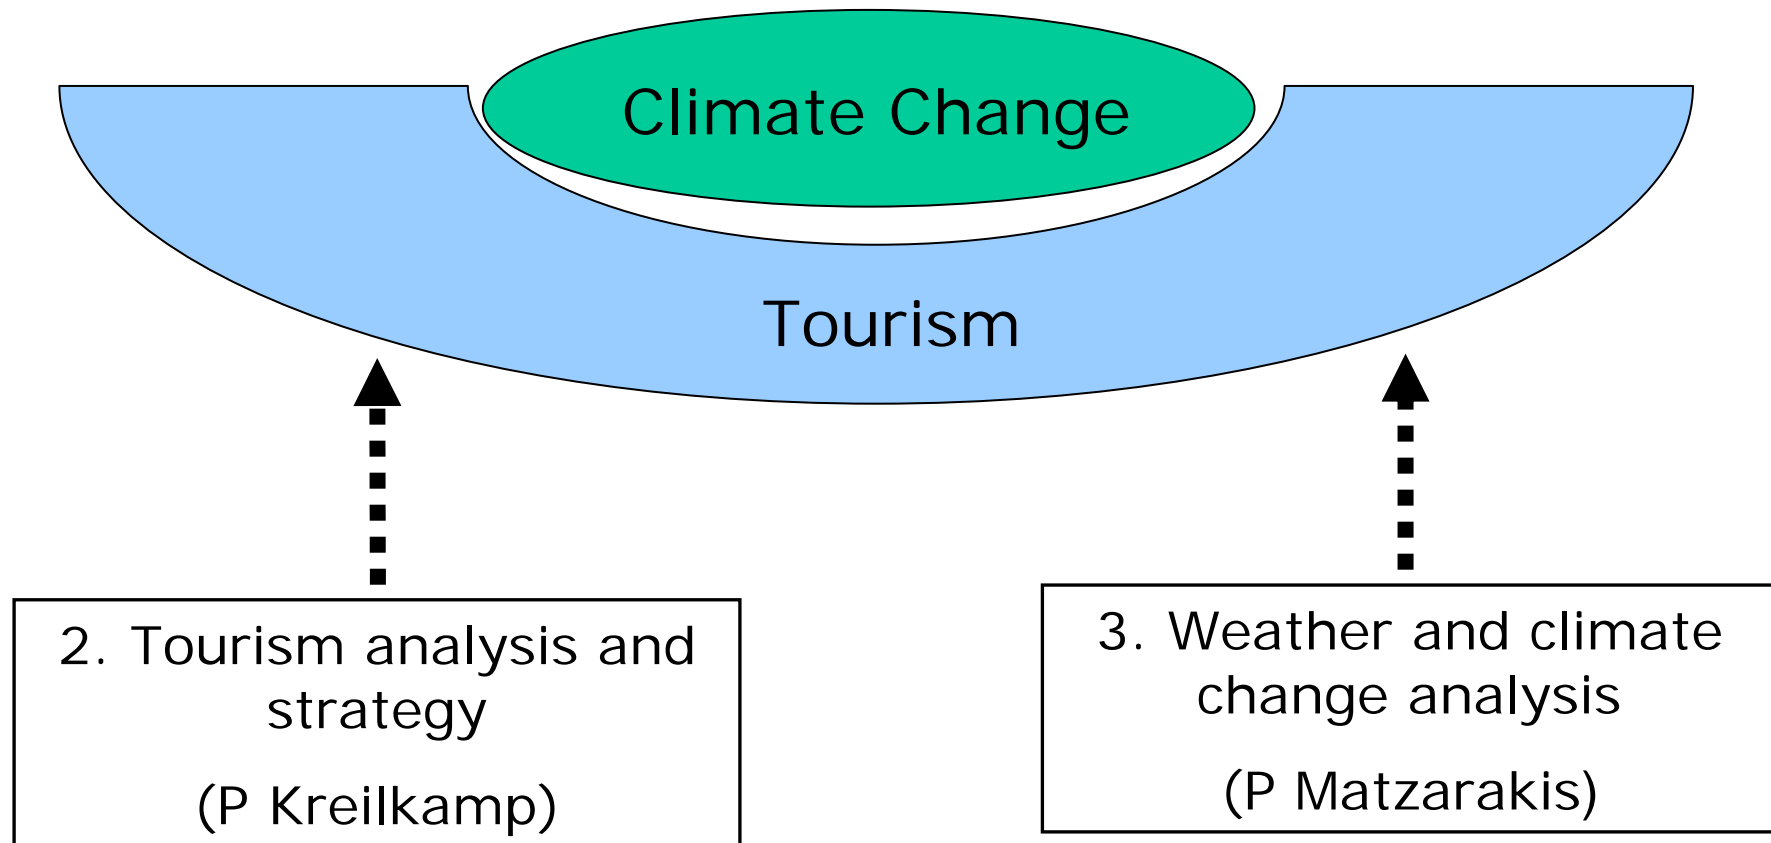 Climate Change
Tourism
2. Tourism analysis and
strategy
(P Kreilkamp)
3. Weather and climate
change analysis
(P Matzarakis)